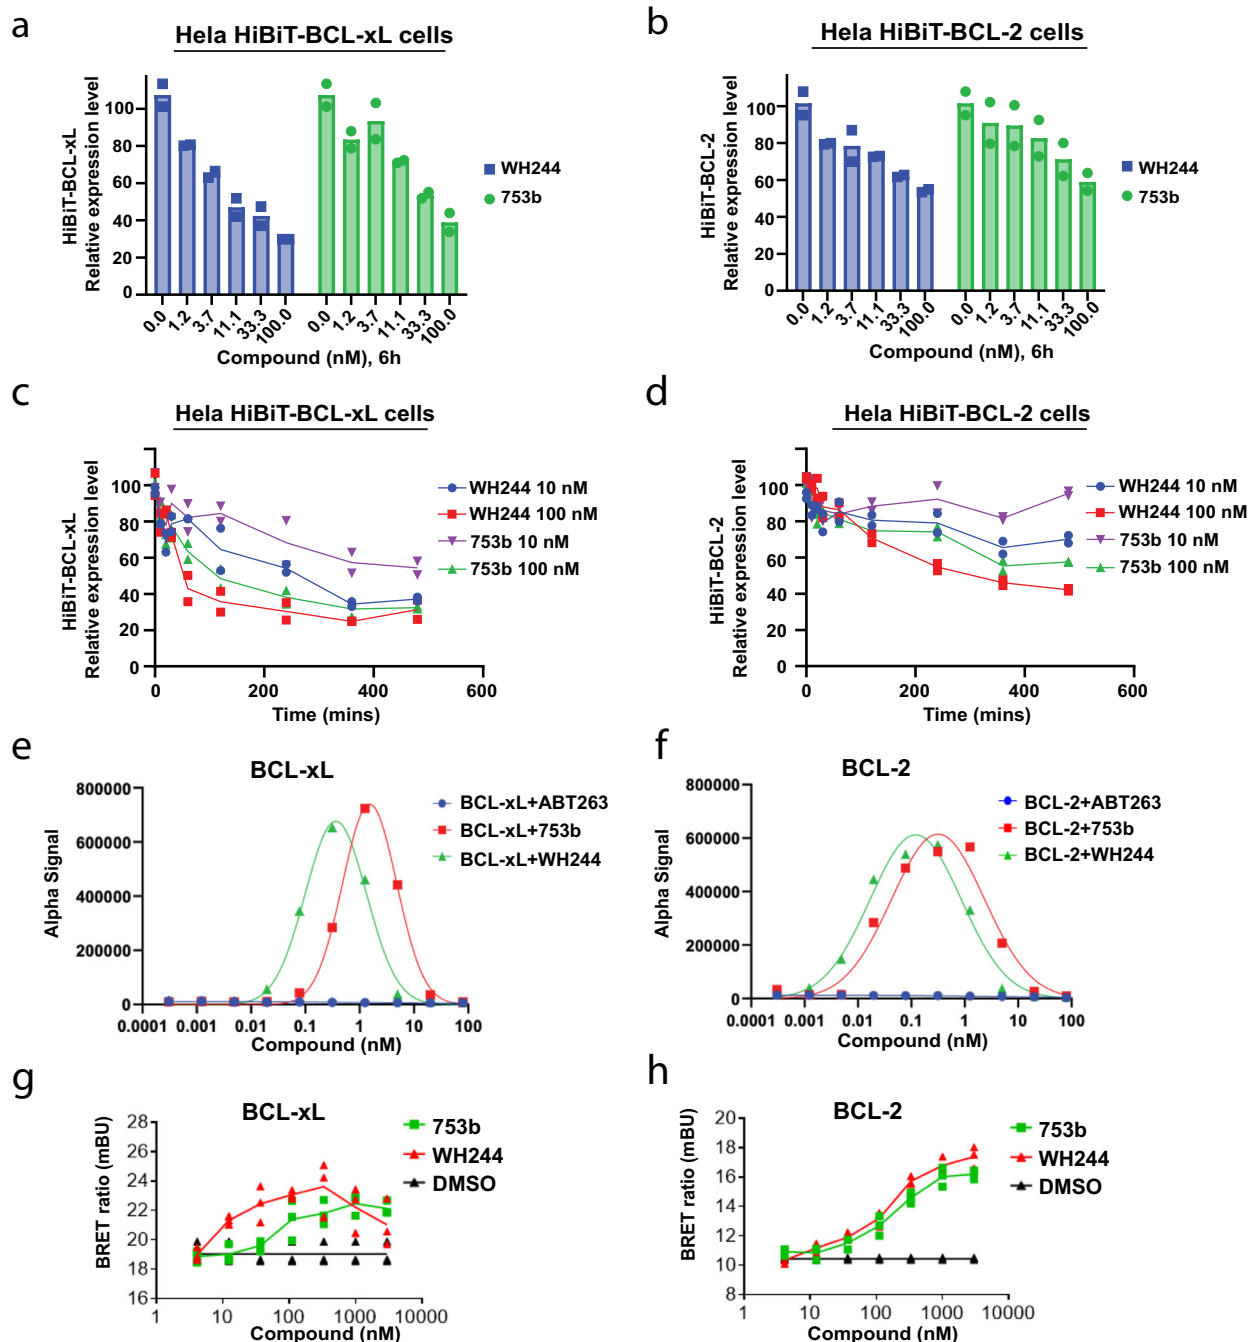 a
Hela HiBiT-BCL-xL cells
HiBiT-BCL-xL
Relative expression level
100
80
60
40
20
0
0.0 1.2 3.7 11.1 33.3 100.0 0.0 1.2 3.7 11.1 33.3 100.0
Compound (nM), 6h
WH244
753b
b
Hela HiBiT-BCL-2 cells
HiBiT-BCL-2
Relative expression level
100
80
60
40
20
0
0.0 1.2 3.7 11.1 33.3 100.0 0.0 1.2 3.7 11.1 33.3 100.0
Compound (nM), 6h
WH244
753b
c
Hela HiBiT-BCL-xL cells
HiBiT-BCL-xL
Relative expression level
100
80
60
40
20
0
0 200 400 600
Time (mins)
WH244 10 nM
WH244 100 nM
753b 10 nM
753b 100 nM
d
Hela HiBiT-BCL-2 cells
HiBiT-BCL-2
Relative expression level
100
80
60
40
20
0
0 200 400 600
Time (mins)
WH244 10 nM
WH244 100 nM
753b 10 nM
753b 100 nM
e
BCL-xL
Alpha Signal
800000
600000
400000
200000
0
0.0001 0.001 0.01 0.1 1 10 100
Compound (nM)
BCL-xL+ABT263
BCL-xL+753b
BCL-xL+WH244
f
BCL-2
Alpha Signal
800000
600000
400000
200000
0
0.0001 0.001 0.01 0.1 1 10 100
Compound (nM)
BCL-2+ABT263
BCL-2+753b
BCL-2+WH244
g
BCL-xL
BRET ratio (mBU)
28
26
24
22
20
18
16
1 10 100 1000 10000
Compound (nM)
753b
WH244
DMSO
h
BCL-2
BRET ratio (mBU)
20
18
16
14
12
10
8
1 10 100 1000 10000
Compound (nM)
753b
WH244
DMSO